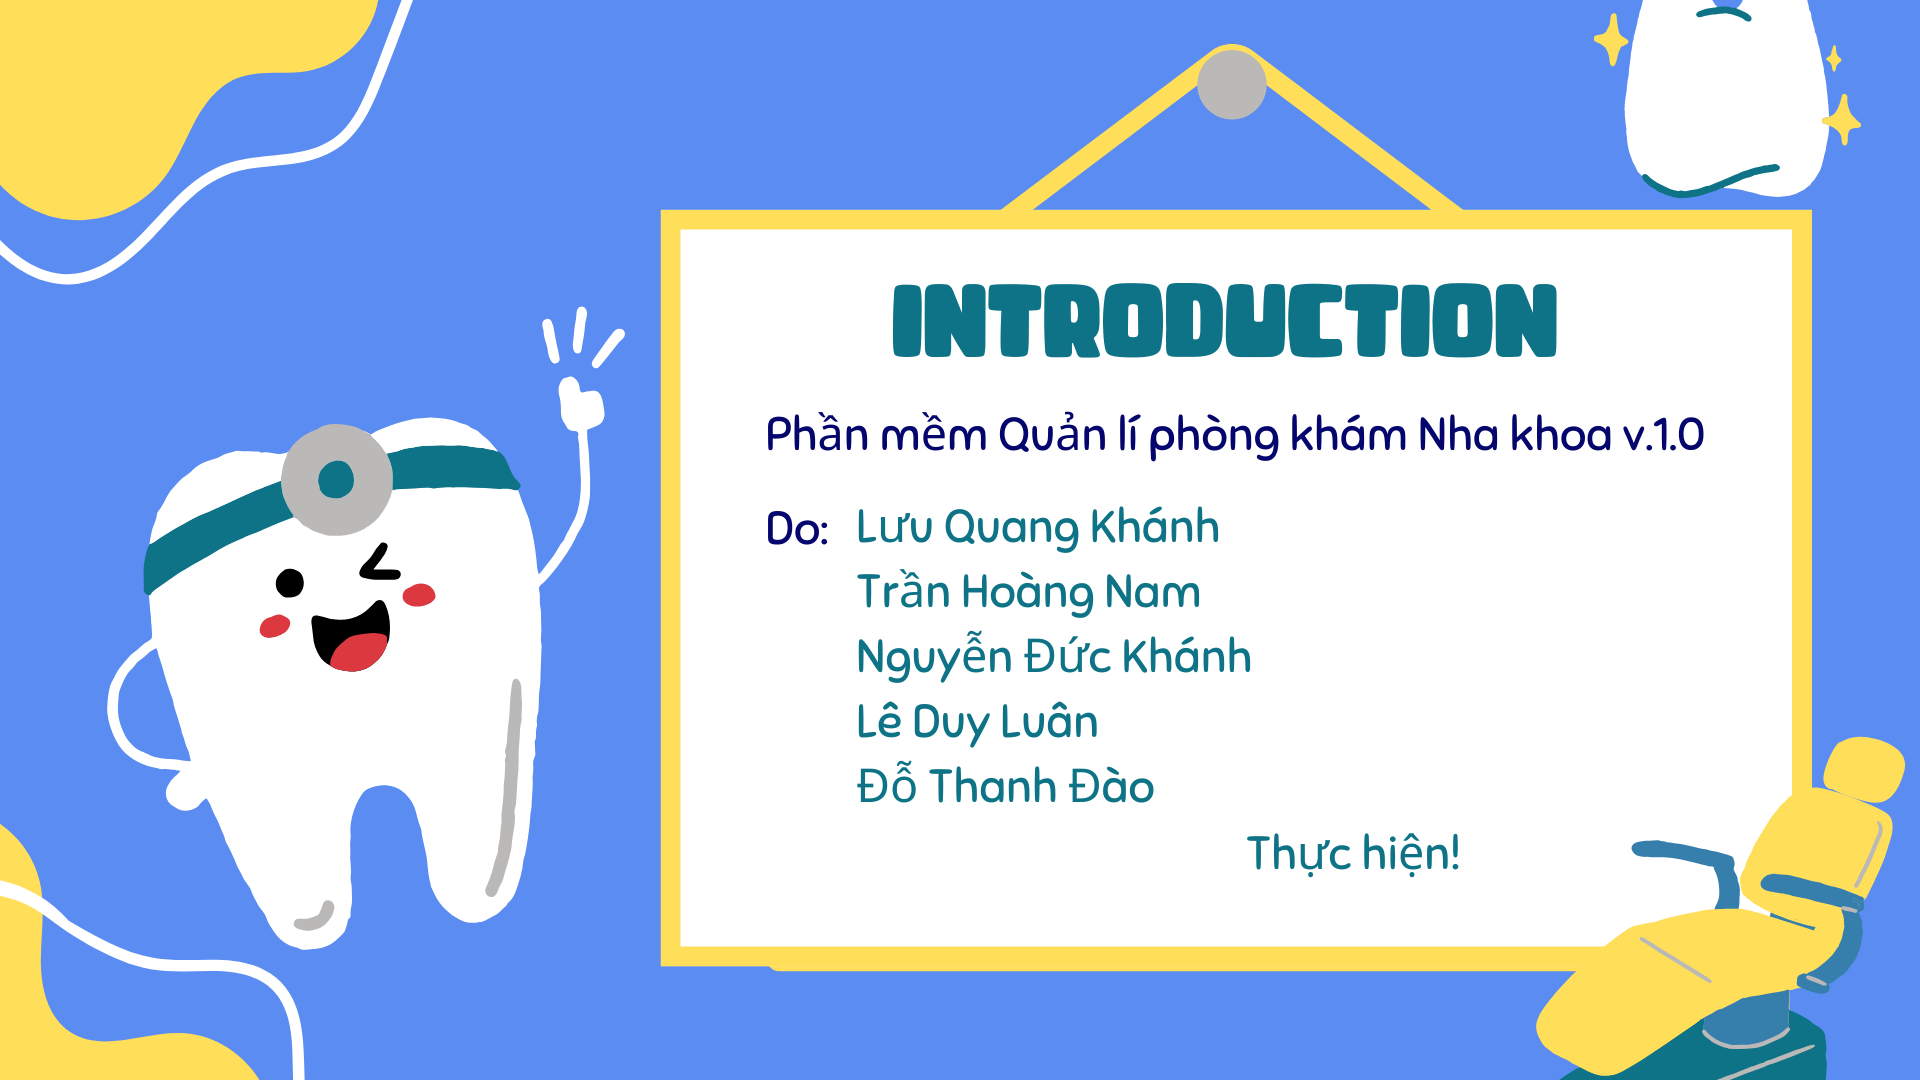 INTRODUCTION
Phần mềm Quản lí phòng khám Nha khoa v.1.0
Do: Lưu Quang Khánh
Trần Hoàng Nam
Nguyễn Đức Khánh
Lê Duy Luân
Đỗ Thanh Đào
Thực hiện!